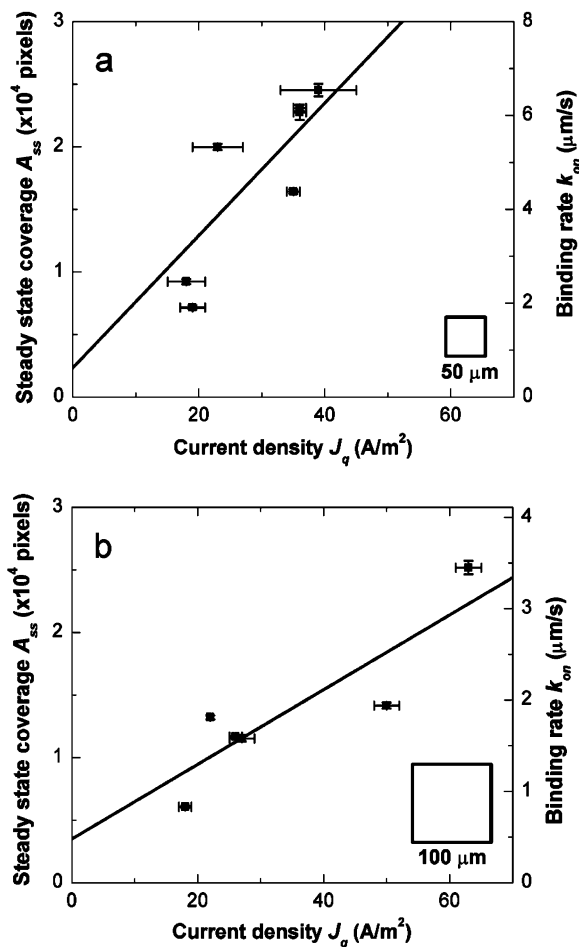 a
Steady state coverage A_ss (x10^4 pixels)
3
2
1
0
8
6
4
2
0
Binding rate k_on (μm/s)
50 μm
0 20 40 60
Current density J_q (A/m²)
b
Steady state coverage A_ss (x10^4 pixels)
3
2
1
0
4
3
2
1
0
Binding rate k_on (μm/s)
100 μm
0 20 40 60
Current density J_q (A/m²)